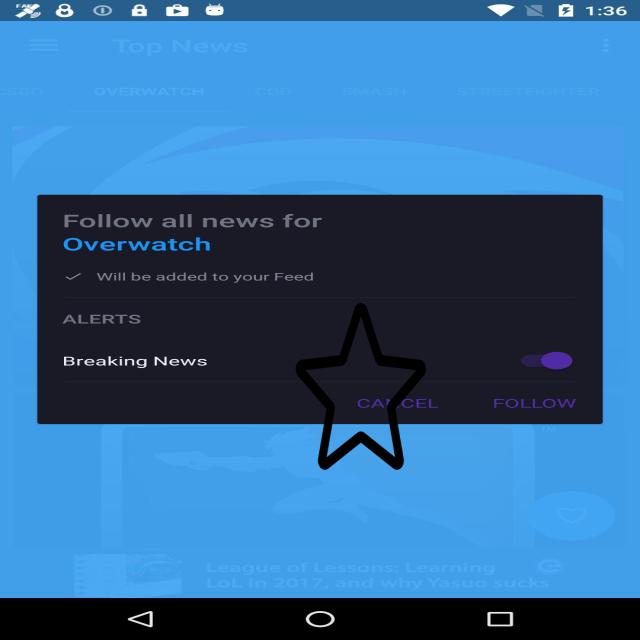 1:36
Top News
CSGO OVERWATCH COD SMASH STREETFIGHTER
Follow all news for
Overwatch
Will be added to your Feed
ALERTS
Breaking News
CANCEL FOLLOW
TM
League of Lessons: Learning
LoL in 2017, and why Yasuo sucks